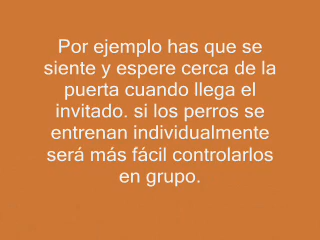 Por ejemplo has que se
siente y espere cerca de la
puerta cuando llega el
invitado. si los perros se
entrenan individualmente
será más fácil controlarlos
en grupo.